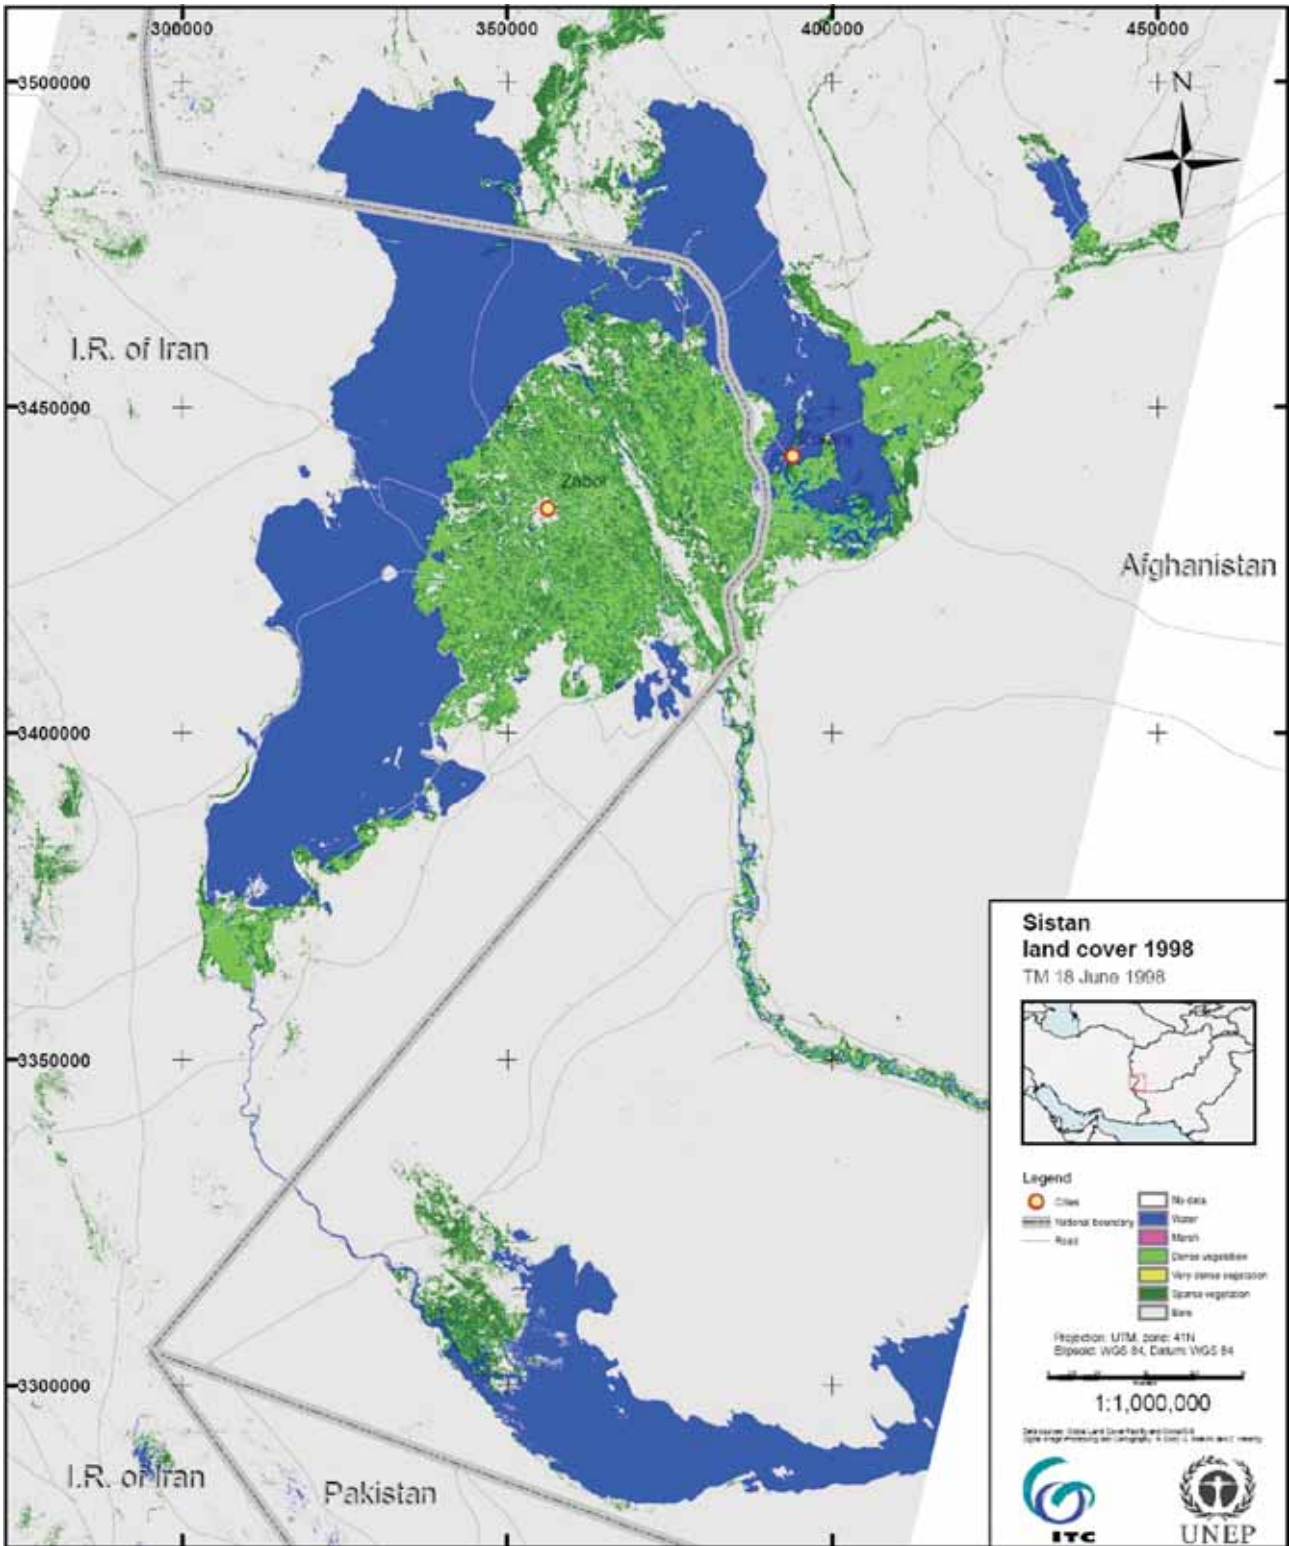 300000 350000 400000 450000
3500000
N
I.R. of Iran
3450000
Zabol
Afghanistan
3400000
Sistan
land cover 1998
TM 18 June 1998
3350000
Legend
Cities
National boundary
Road
No data
Water
Marsh
Dense vegetation
Very dense vegetation
Sparse vegetation
Bare
Projection: UTM, zone: 41N
Ellipsoid: WGS 84, Datum: WGS 84
3300000
1:1,000,000
I.R. of Iran
Pakistan
ITC
UNEP